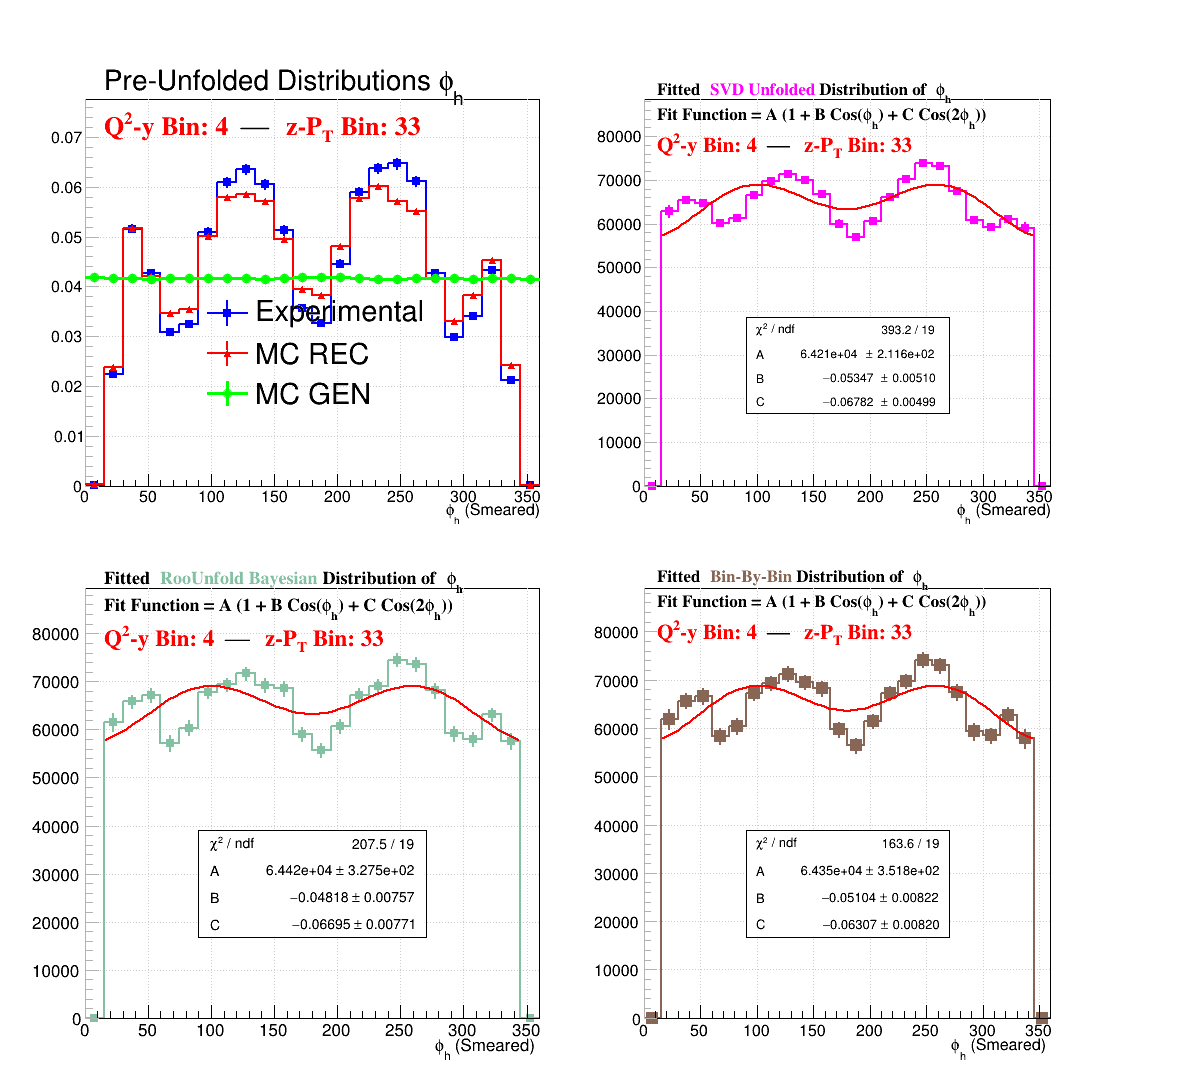 Pre-Unfolded Distributions ϕh
Q2-y Bin: 4 — z-PT Bin: 33
0.07
0.06
0.05
0.04
0.03
0.02
0.01
0
Experimental
MC REC
MC GEN
0 50 100 150 200 250 300 350
ϕh (Smeared)
Fitted SVD Unfolded Distribution of ϕh
Fit Function = A (1 + B Cos(ϕh) + C Cos(2ϕh))
Q2-y Bin: 4 — z-PT Bin: 33
80000
70000
60000
50000
40000
30000
20000
10000
0
χ2 / ndf 393.2 / 19
A 6.421e+04 ± 2.116e+02
B −0.05347 ± 0.00510
C −0.06782 ± 0.00499
0 50 100 150 200 250 300 350
ϕh (Smeared)
Fitted RooUnfold Bayesian Distribution of ϕh
Fit Function = A (1 + B Cos(ϕh) + C Cos(2ϕh))
Q2-y Bin: 4 — z-PT Bin: 33
80000
70000
60000
50000
40000
30000
20000
10000
0
χ2 / ndf 207.5 / 19
A 6.442e+04 ± 3.275e+02
B −0.04818 ± 0.00757
C −0.06695 ± 0.00771
0 50 100 150 200 250 300 350
ϕh (Smeared)
Fitted Bin-By-Bin Distribution of ϕh
Fit Function = A (1 + B Cos(ϕh) + C Cos(2ϕh))
Q2-y Bin: 4 — z-PT Bin: 33
80000
70000
60000
50000
40000
30000
20000
10000
0
χ2 / ndf 163.6 / 19
A 6.435e+04 ± 3.518e+02
B −0.05104 ± 0.00822
C −0.06307 ± 0.00820
0 50 100 150 200 250 300 350
ϕh (Smeared)